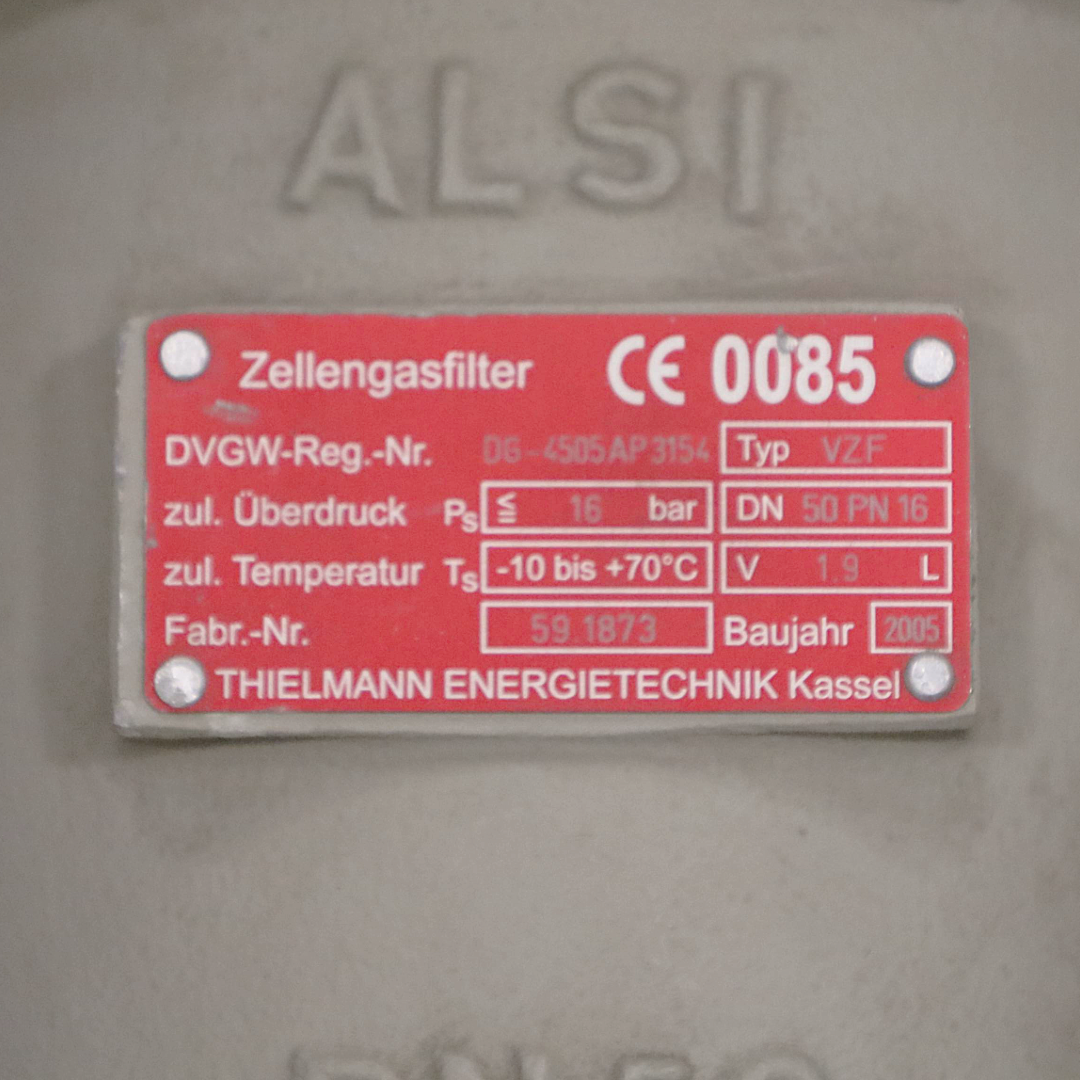 ALSI
Zellengasfilter CE 0085
DVGW-Reg.-Nr. DG-4505AP3154 Typ VZF
zul. Überdruck Ps ≦ 16 bar DN 50 PN 16
zul. Temperatur Ts -10 bis +70°C V 1.9 L
Fabr.-Nr. 59.1873 Baujahr 2005
THIELMANN ENERGIETECHNIK Kassel